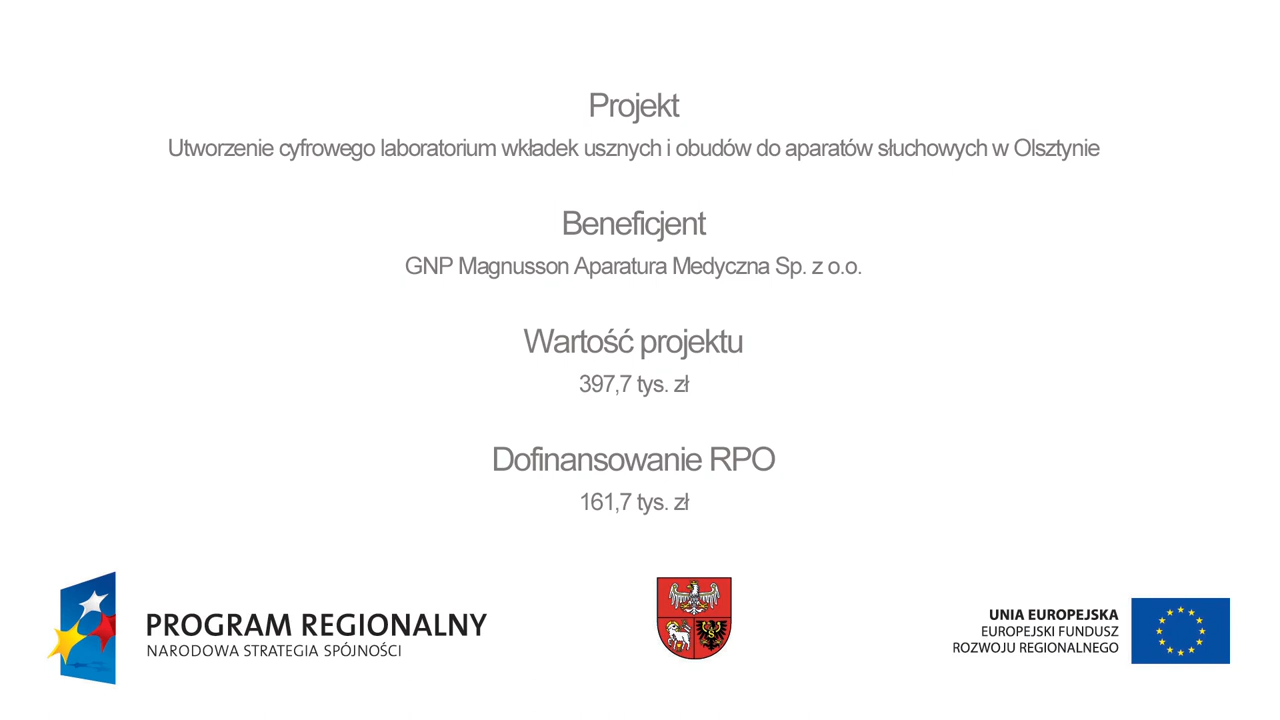 Projekt
Utworzenie cyfrowego laboratorium wkładek usznych i obudów do aparatów słuchowych w Olsztynie
Beneficjent
GNP Magnusson Aparatura Medyczna Sp. z o.o.
Wartość projektu
397,7 tys. zł
Dofinansowanie RPO
161,7 tys. zł
PROGRAM REGIONALNY
NARODOWA STRATEGIA SPÓJNOŚCI
UNIA EUROPEJSKA
EUROPEJSKI FUNDUSZ
ROZWOJU REGIONALNEGO